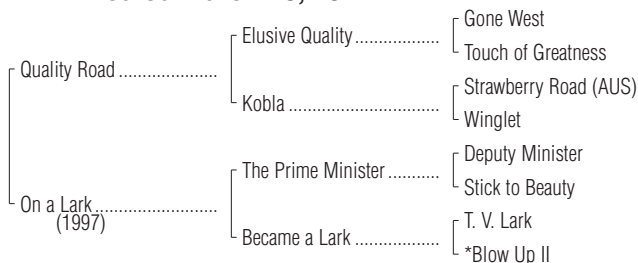 Gone West
Elusive Quality
Touch of Greatness
Quality Road
Strawberry Road (AUS)
Kobla
Winglet
Deputy Minister
The Prime Minister
Stick to Beauty
On a Lark
(1997)
T. V. Lark
Became a Lark
*Blow Up II